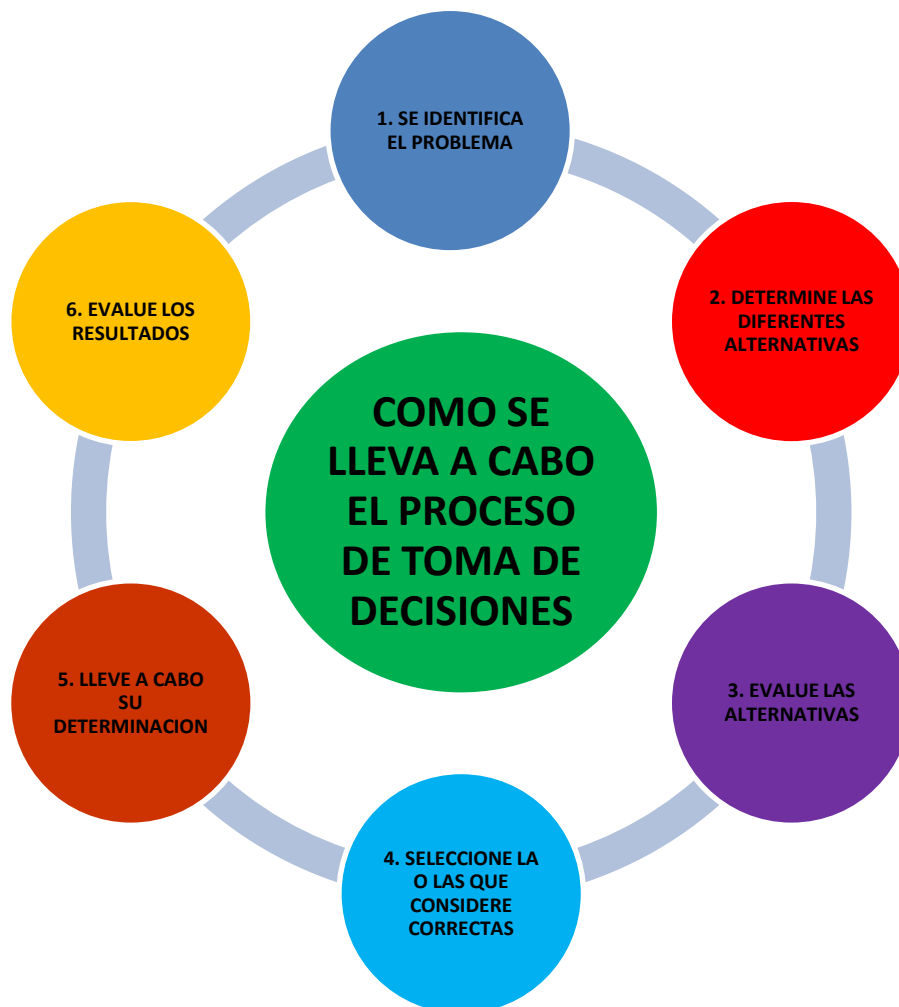 1. SE IDENTIFICA
EL PROBLEMA
2. DETERMINE LAS
DIFERENTES
ALTERNATIVAS
3. EVALUE LAS
ALTERNATIVAS
4. SELECCIONE LA
O LAS QUE
CONSIDERE
CORRECTAS
5. LLEVE A CABO
SU
DETERMINACION
6. EVALUE LOS
RESULTADOS
COMO SE
LLEVA A CABO
EL PROCESO
DE TOMA DE
DECISIONES